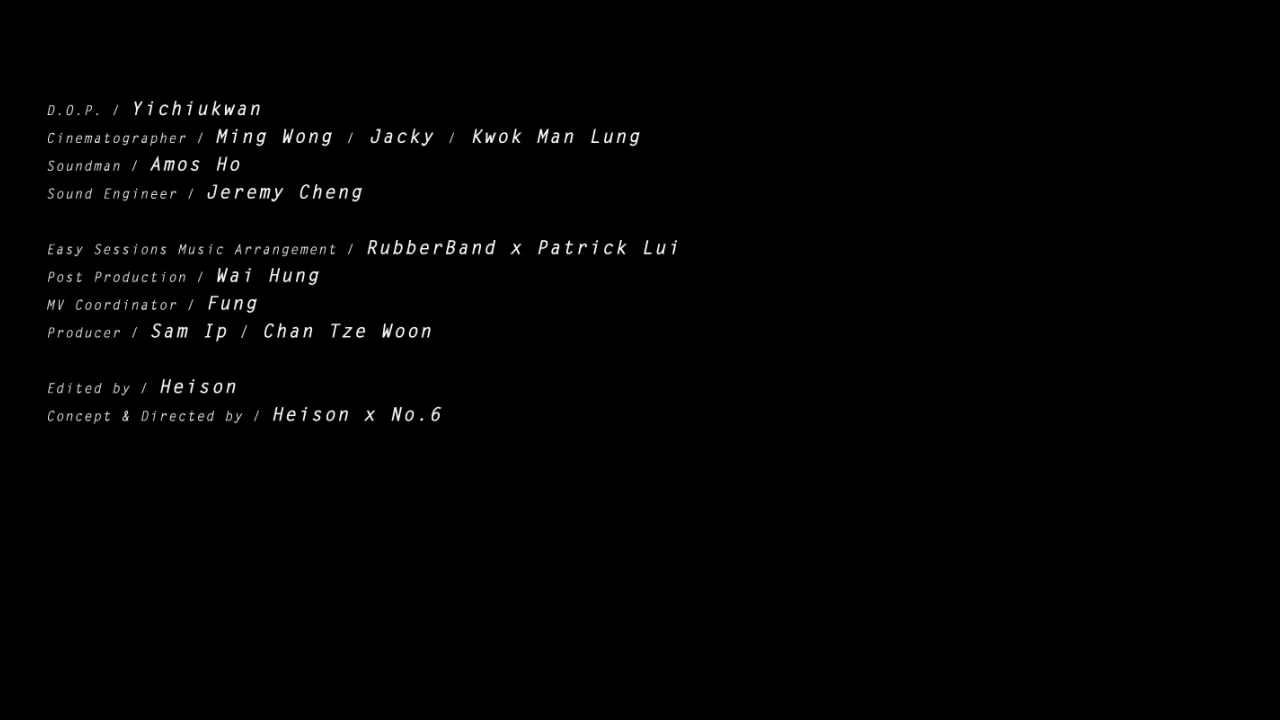 D.O.P. / Yichiukwan
Cinematographer / Ming Wong / Jacky / Kwok Man Lung
Soundman / Amos Ho
Sound Engineer / Jeremy Cheng
Easy Sessions Music Arrangement / RubberBand x Patrick Lui
Post Production / Wai Hung
MV Coordinator / Fung
Producer / Sam Ip / Chan Tze Woon
Edited by / Heison
Concept & Directed by / Heison x No.6